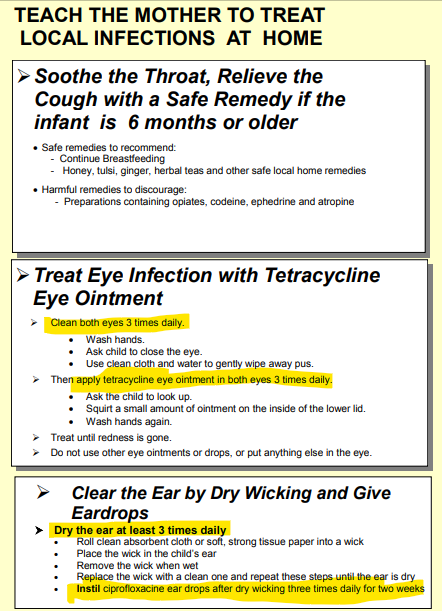 TEACH THE MOTHER TO TREAT
LOCAL INFECTIONS AT HOME
➢ Soothe the Throat, Relieve the
Cough with a Safe Remedy if the
infant is 6 months or older
• Safe remedies to recommend:
- Continue Breastfeeding
- Honey, tulsi, ginger, herbal teas and other safe local home remedies
• Harmful remedies to discourage:
- Preparations containing opiates, codeine, ephedrine and atropine
➢ Treat Eye Infection with Tetracycline
Eye Ointment
➢ Clean both eyes 3 times daily.
• Wash hands.
• Ask child to close the eye.
• Use clean cloth and water to gently wipe away pus.
➢ Then apply tetracycline eye ointment in both eyes 3 times daily.
• Ask the child to look up.
• Squirt a small amount of ointment on the inside of the lower lid.
• Wash hands again.
➢ Treat until redness is gone.
➢ Do not use other eye ointments or drops, or put anything else in the eye.
➢ Clear the Ear by Dry Wicking and Give
Eardrops
➢ Dry the ear at least 3 times daily
• Roll clean absorbent cloth or soft, strong tissue paper into a wick
• Place the wick in the child's ear
• Remove the wick when wet
• Replace the wick with a clean one and repeat these steps until the ear is dry
• Instil ciprofloxacine ear drops after dry wicking three times daily for two weeks